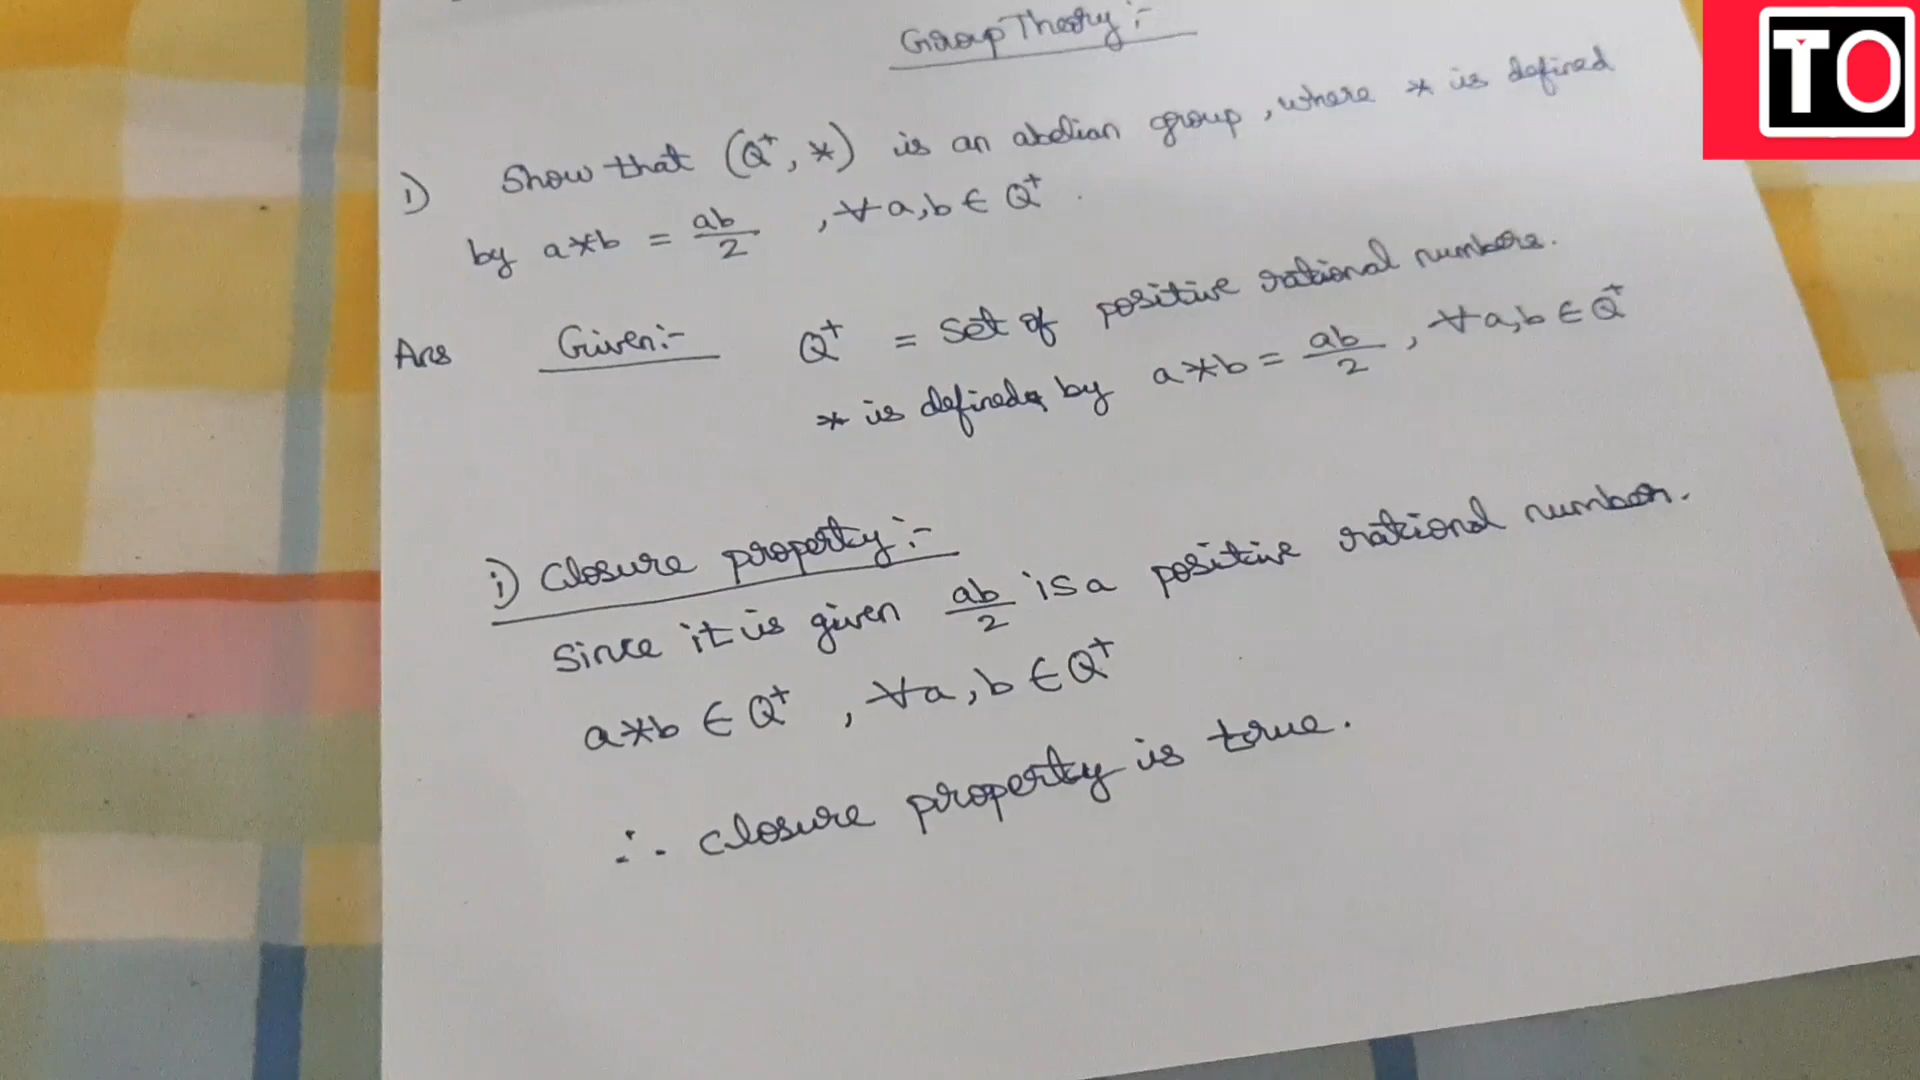 Group Theory :-
TO
1) Show that (Q⁺, *) is an abelian group, where * is defined
by a*b = ab/2 , ∀a,b ∈ Q⁺.
Ans Given:- Q⁺ = set of positive rational numbers.
* is defined by a*b = ab/2 , ∀a,b ∈ Q⁺
i) Closure property :-
Since it is given ab/2 is a positive rational number.
a*b ∈ Q⁺ , ∀a,b ∈ Q⁺
∴ closure property is true.